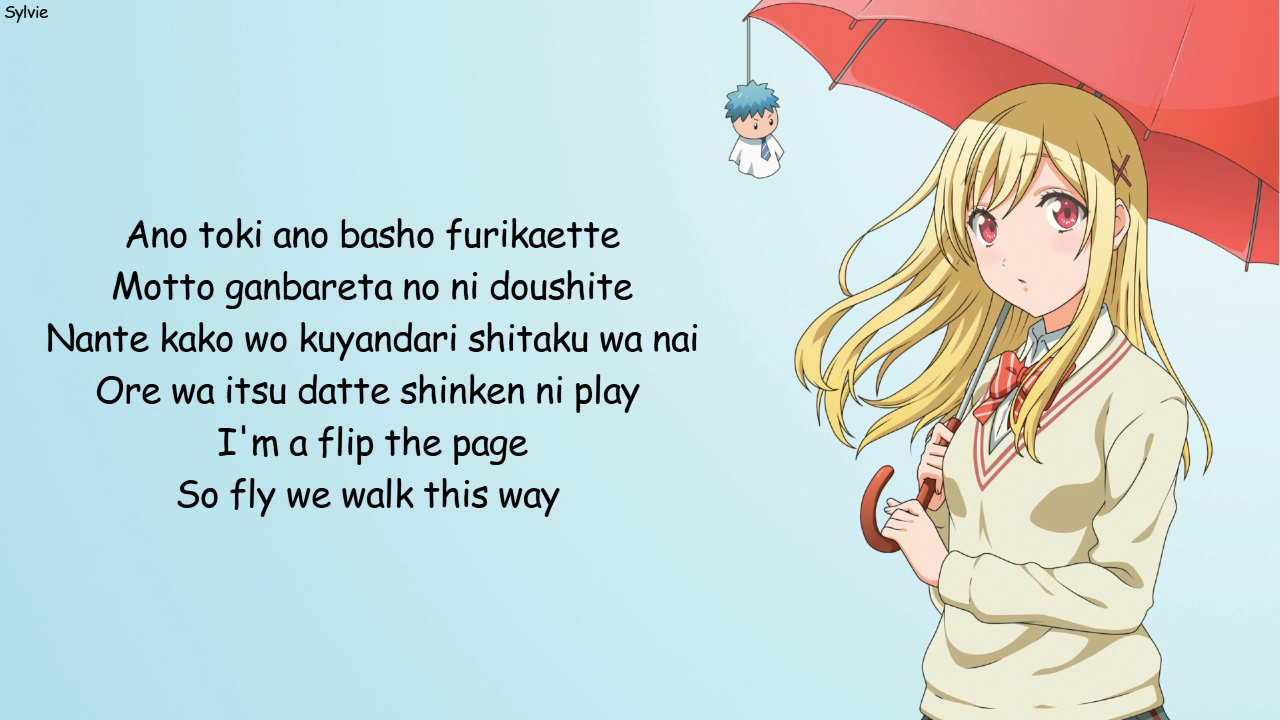 Sylvie
Ano toki ano basho furikaette
Motto ganbareta no ni doushite
Nante kako wo kuyandari shitaku wa nai
Ore wa itsu datte shinken ni play
I'm a flip the page
So fly we walk this way